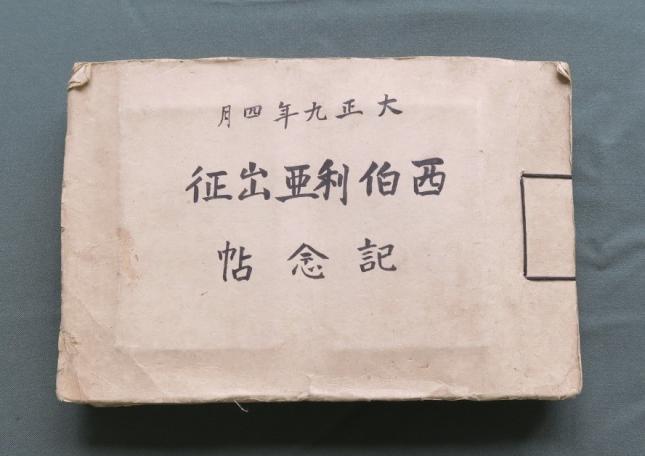 大正九年四月
西伯利亜出征
記念帖